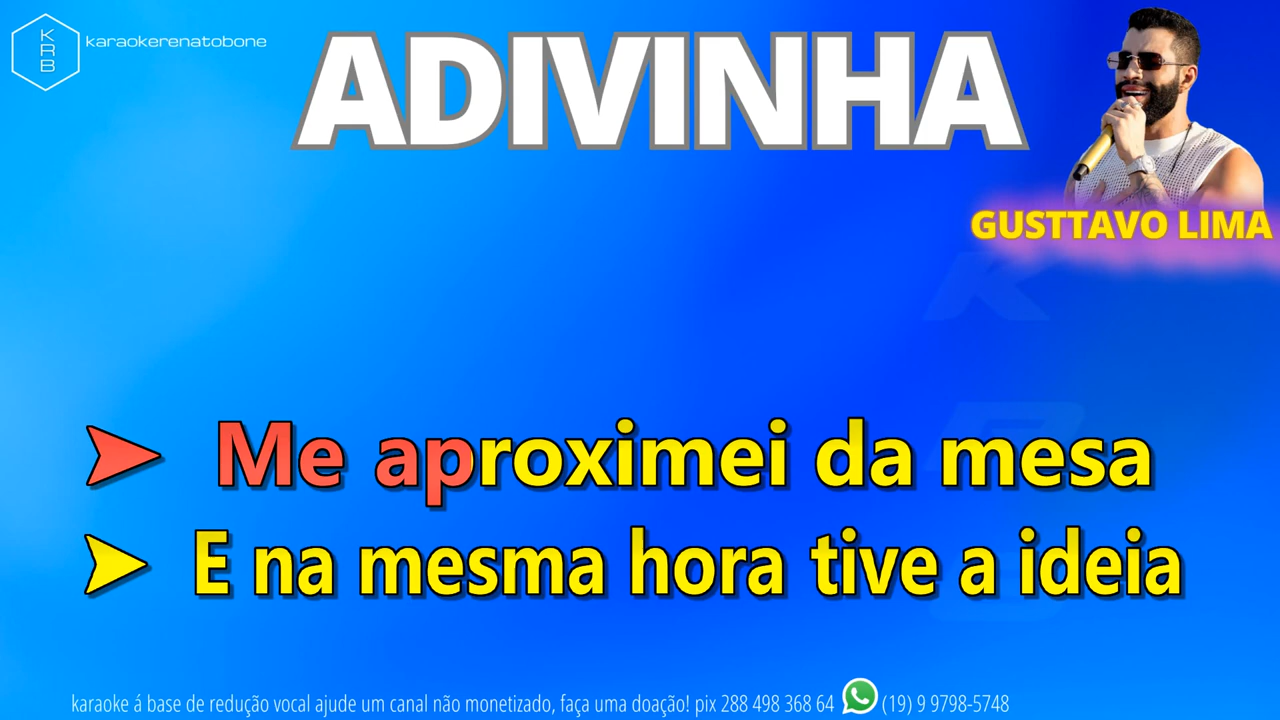 K
R
B
karaokerenatobone
ADIVINHA
GUSTTAVO LIMA
K
R
B
Me aproximei da mesa
E na mesma hora tive a ideia
karaoke á base de redução vocal ajude um canal não monetizado, faça uma doação! pix 288 498 368 64 (19) 9 9798-5748